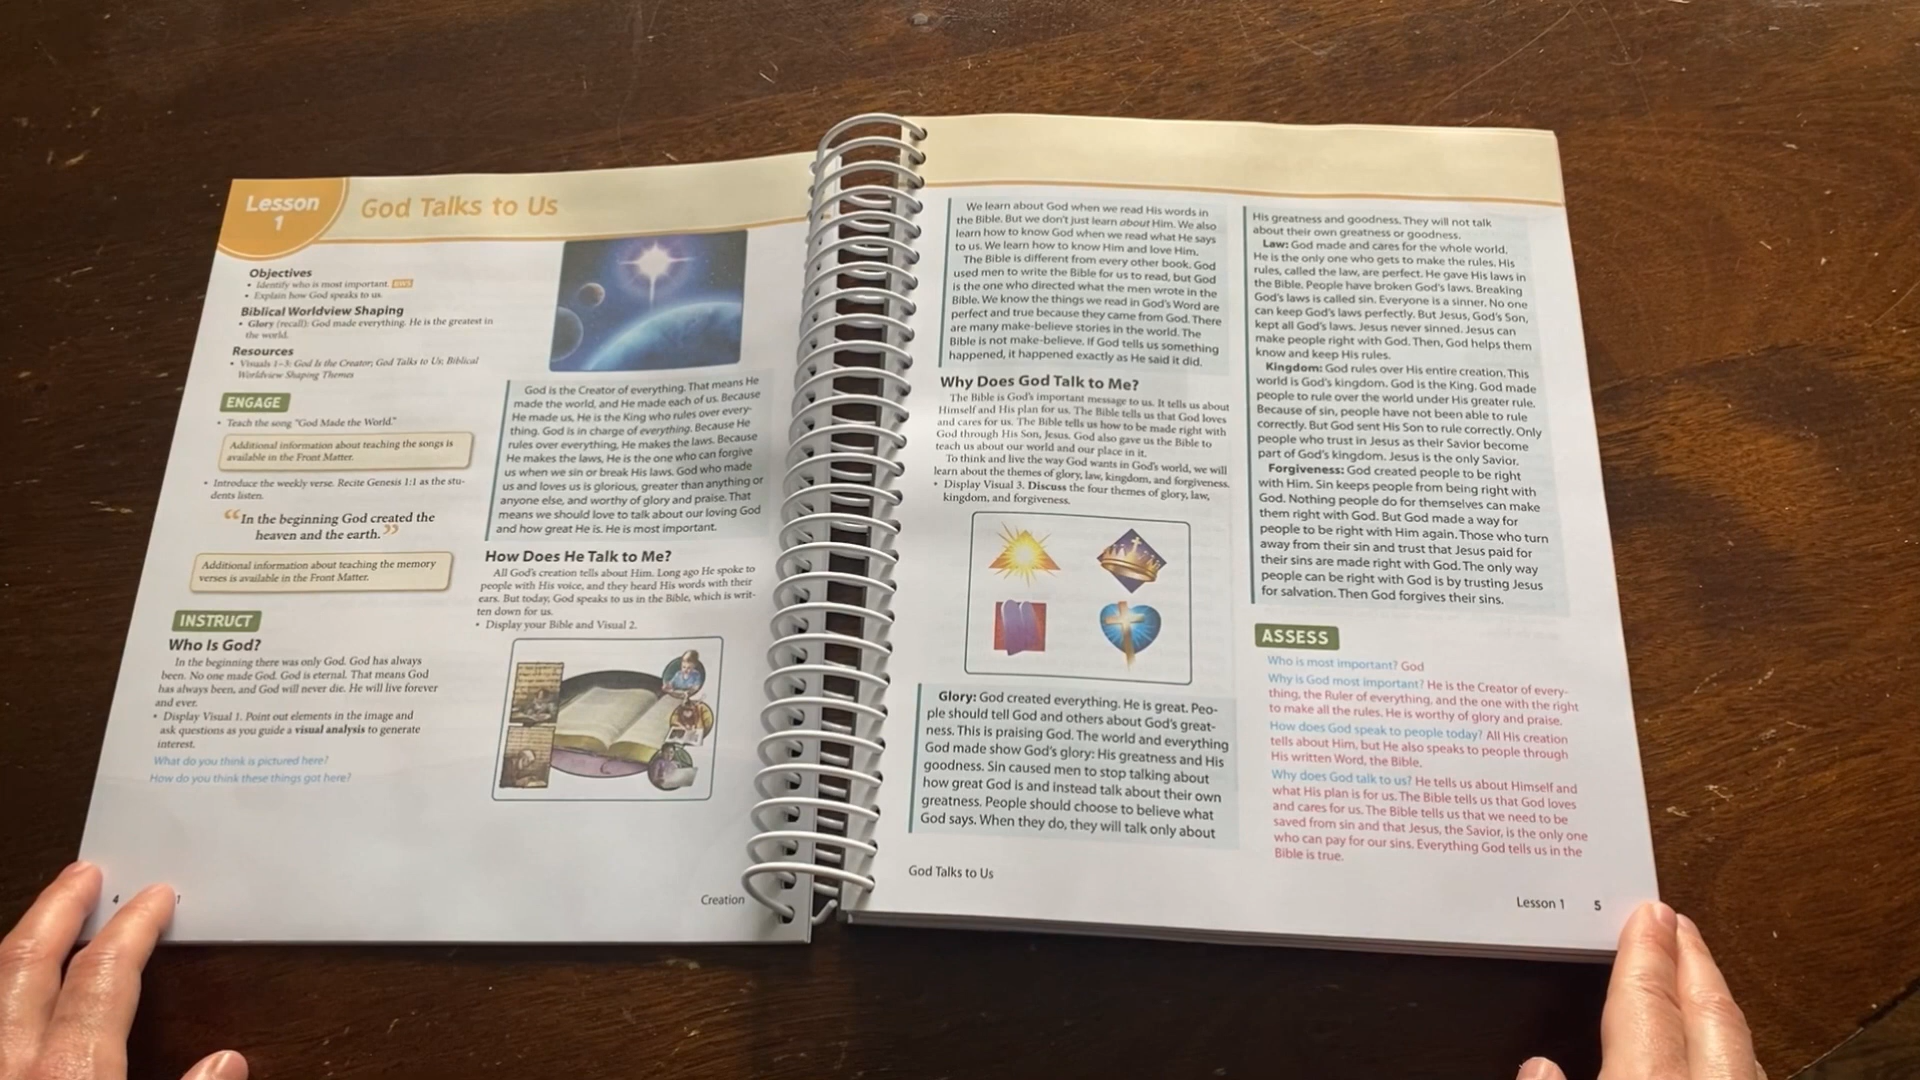 Lesson
1
God Talks to Us
Objectives
• Identify who is most important. BWS
• Explain how God speaks to us.
Biblical Worldview Shaping
• Glory (recall): God made everything. He is the greatest in
the world.
Resources
• Visuals 1–3: God Is the Creator; God Talks to Us; Biblical
Worldview Shaping Themes
ENGAGE
• Teach the song "God Made the World."
Additional information about teaching the songs is
available in the Front Matter.
• Introduce the weekly verse. Recite Genesis 1:1 as the stu-
dents listen.
“In the beginning God created the
heaven and the earth.”
Additional information about teaching the memory
verses is available in the Front Matter.
INSTRUCT
Who Is God?
In the beginning there was only God. God has always
been. No one made God. God is eternal. That means God
has always been, and God will never die. He will live forever
and ever.
• Display Visual 1. Point out elements in the image and
ask questions as you guide a visual analysis to generate
interest.
What do you think is pictured here?
How do you think these things got here?
God is the Creator of everything. That means He
made the world, and He made each of us. Because
He made us, He is the King who rules over every-
thing. God is in charge of everything. Because He
rules over everything, He makes the laws. Because
He makes the laws, He is the one who can forgive
us when we sin or break His laws. God who made
us and loves us is glorious, greater than anything or
anyone else, and worthy of glory and praise. That
means we should love to talk about our loving God
and how great He is. He is most important.
How Does He Talk to Me?
All God's creation tells about Him. Long ago He spoke to
people with His voice, and they heard His words with their
ears. But today, God speaks to us in the Bible, which is writ-
ten down for us.
• Display your Bible and Visual 2.
4
1
Creation
We learn about God when we read His words in
the Bible. But we don't just learn about Him. We also
learn how to know God when we read what He says
to us. We learn how to know Him and love Him.
The Bible is different from every other book. God
used men to write the Bible for us to read, but God
is the one who directed what the men wrote in the
Bible. We know the things we read in God's Word are
perfect and true because they came from God. There
are many make-believe stories in the world. The
Bible is not make-believe. If God tells us something
happened, it happened exactly as He said it did.
Why Does God Talk to Me?
The Bible is God's important message to us. It tells us about
Himself and His plan for us. The Bible tells us that God loves
and cares for us. The Bible tells us how to be made right with
God through His Son, Jesus. God also gave us the Bible to
teach us about our world and our place in it.
To think and live the way God wants in God's world, we will
learn about the themes of glory, law, kingdom, and forgiveness.
• Display Visual 3. Discuss the four themes of glory, law,
kingdom, and forgiveness.
Glory: God created everything. He is great. Peo-
ple should tell God and others about God's great-
ness. This is praising God. The world and everything
God made show God's glory: His greatness and His
goodness. Sin caused men to stop talking about
how great God is and instead talk about their own
greatness. People should choose to believe what
God says. When they do, they will talk only about
His greatness and goodness. They will not talk
about their own greatness or goodness.
Law: God made and cares for the whole world.
He is the only one who gets to make the rules. His
rules, called the law, are perfect. He gave His laws in
the Bible. People have broken God's laws. Breaking
God's laws is called sin. Everyone is a sinner. No one
can keep God's laws perfectly. But Jesus, God's Son,
kept all God's laws. Jesus never sinned. Jesus can
make people right with God. Then, God helps them
know and keep His rules.
Kingdom: God rules over His entire creation. This
world is God's kingdom. God is the King. God made
people to rule over the world under His greater rule.
Because of sin, people have not been able to rule
correctly. But God sent His Son to rule correctly. Only
people who trust in Jesus as their Savior become
part of God's kingdom. Jesus is the only Savior.
Forgiveness: God created people to be right
with Him. Sin keeps people from being right with
God. Nothing people do for themselves can make
them right with God. But God made a way for
people to be right with Him again. Those who turn
away from their sin and trust that Jesus paid for
their sins are made right with God. The only way
people can be right with God is by trusting Jesus
for salvation. Then God forgives their sins.
ASSESS
Who is most important? God
Why is God most important? He is the Creator of every-
thing, the Ruler of everything, and the one with the right
to make all the rules. He is worthy of glory and praise.
How does God speak to people today? All His creation
tells about Him, but He also speaks to people through
His written Word, the Bible.
Why does God talk to us? He tells us about Himself and
what His plan is for us. The Bible tells us that God loves
and cares for us. The Bible tells us that we need to be
saved from sin and that Jesus, the Savior, is the only one
who can pay for our sins. Everything God tells us in the
Bible is true.
God Talks to Us
Lesson 1 5